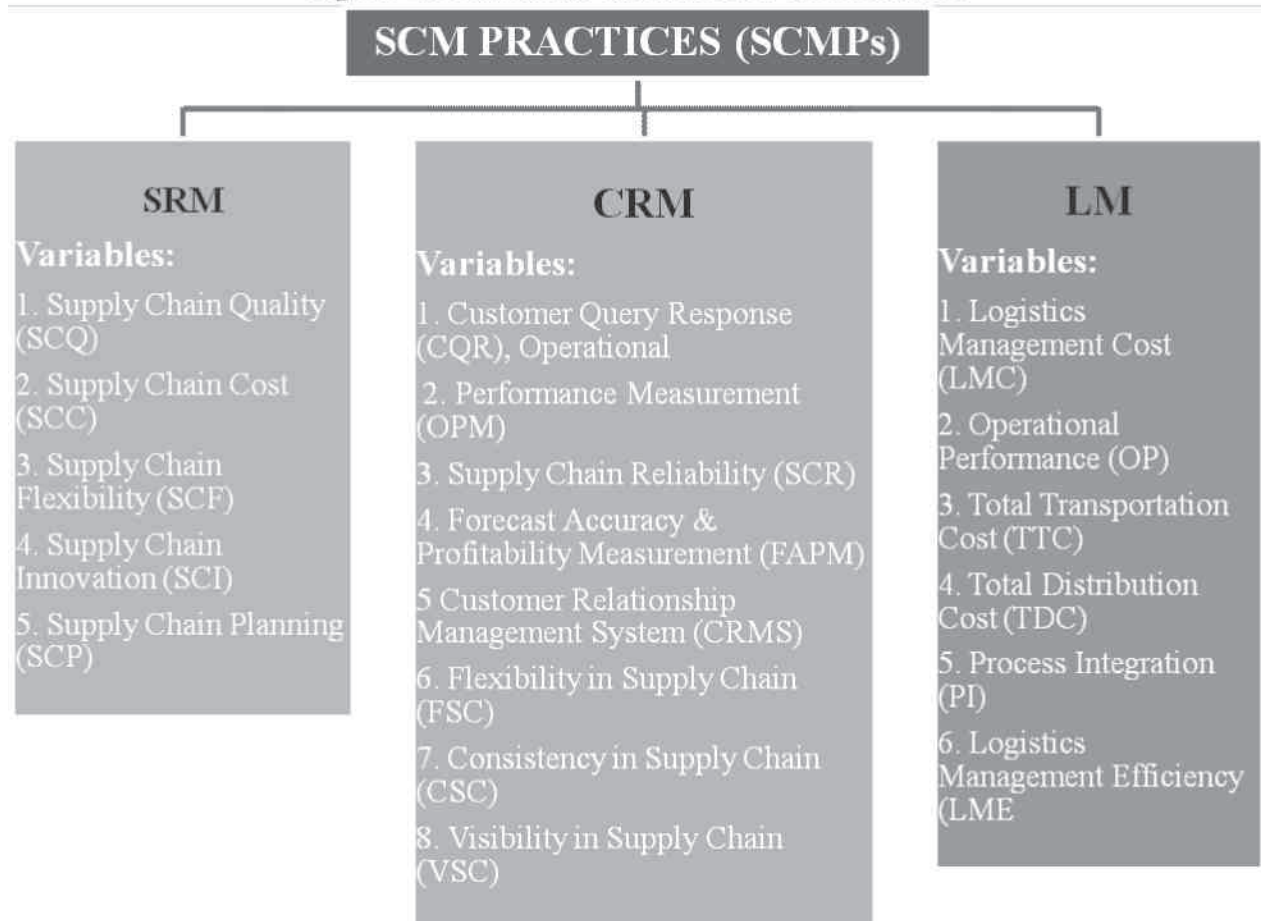 SCM PRACTICES (SCMPs)
SRM
Variables:
1. Supply Chain Quality
(SCQ)
2. Supply Chain Cost
(SCC)
3. Supply Chain
Flexibility (SCF)
4. Supply Chain
Innovation (SCI)
5. Supply Chain Planning
(SCP)
CRM
Variables:
1. Customer Query Response
(CQR), Operational
2. Performance Measurement
(OPM)
3. Supply Chain Reliability (SCR)
4. Forecast Accuracy &
Profitability Measurement (FAPM)
5 Customer Relationship
Management System (CRMS)
6. Flexibility in Supply Chain
(FSC)
7. Consistency in Supply Chain
(CSC)
8. Visibility in Supply Chain
(VSC)
LM
Variables:
1. Logistics
Management Cost
(LMC)
2. Operational
Performance (OP)
3. Total Transportation
Cost (TTC)
4. Total Distribution
Cost (TDC)
5. Process Integration
(PI)
6. Logistics
Management Efficiency
(LME